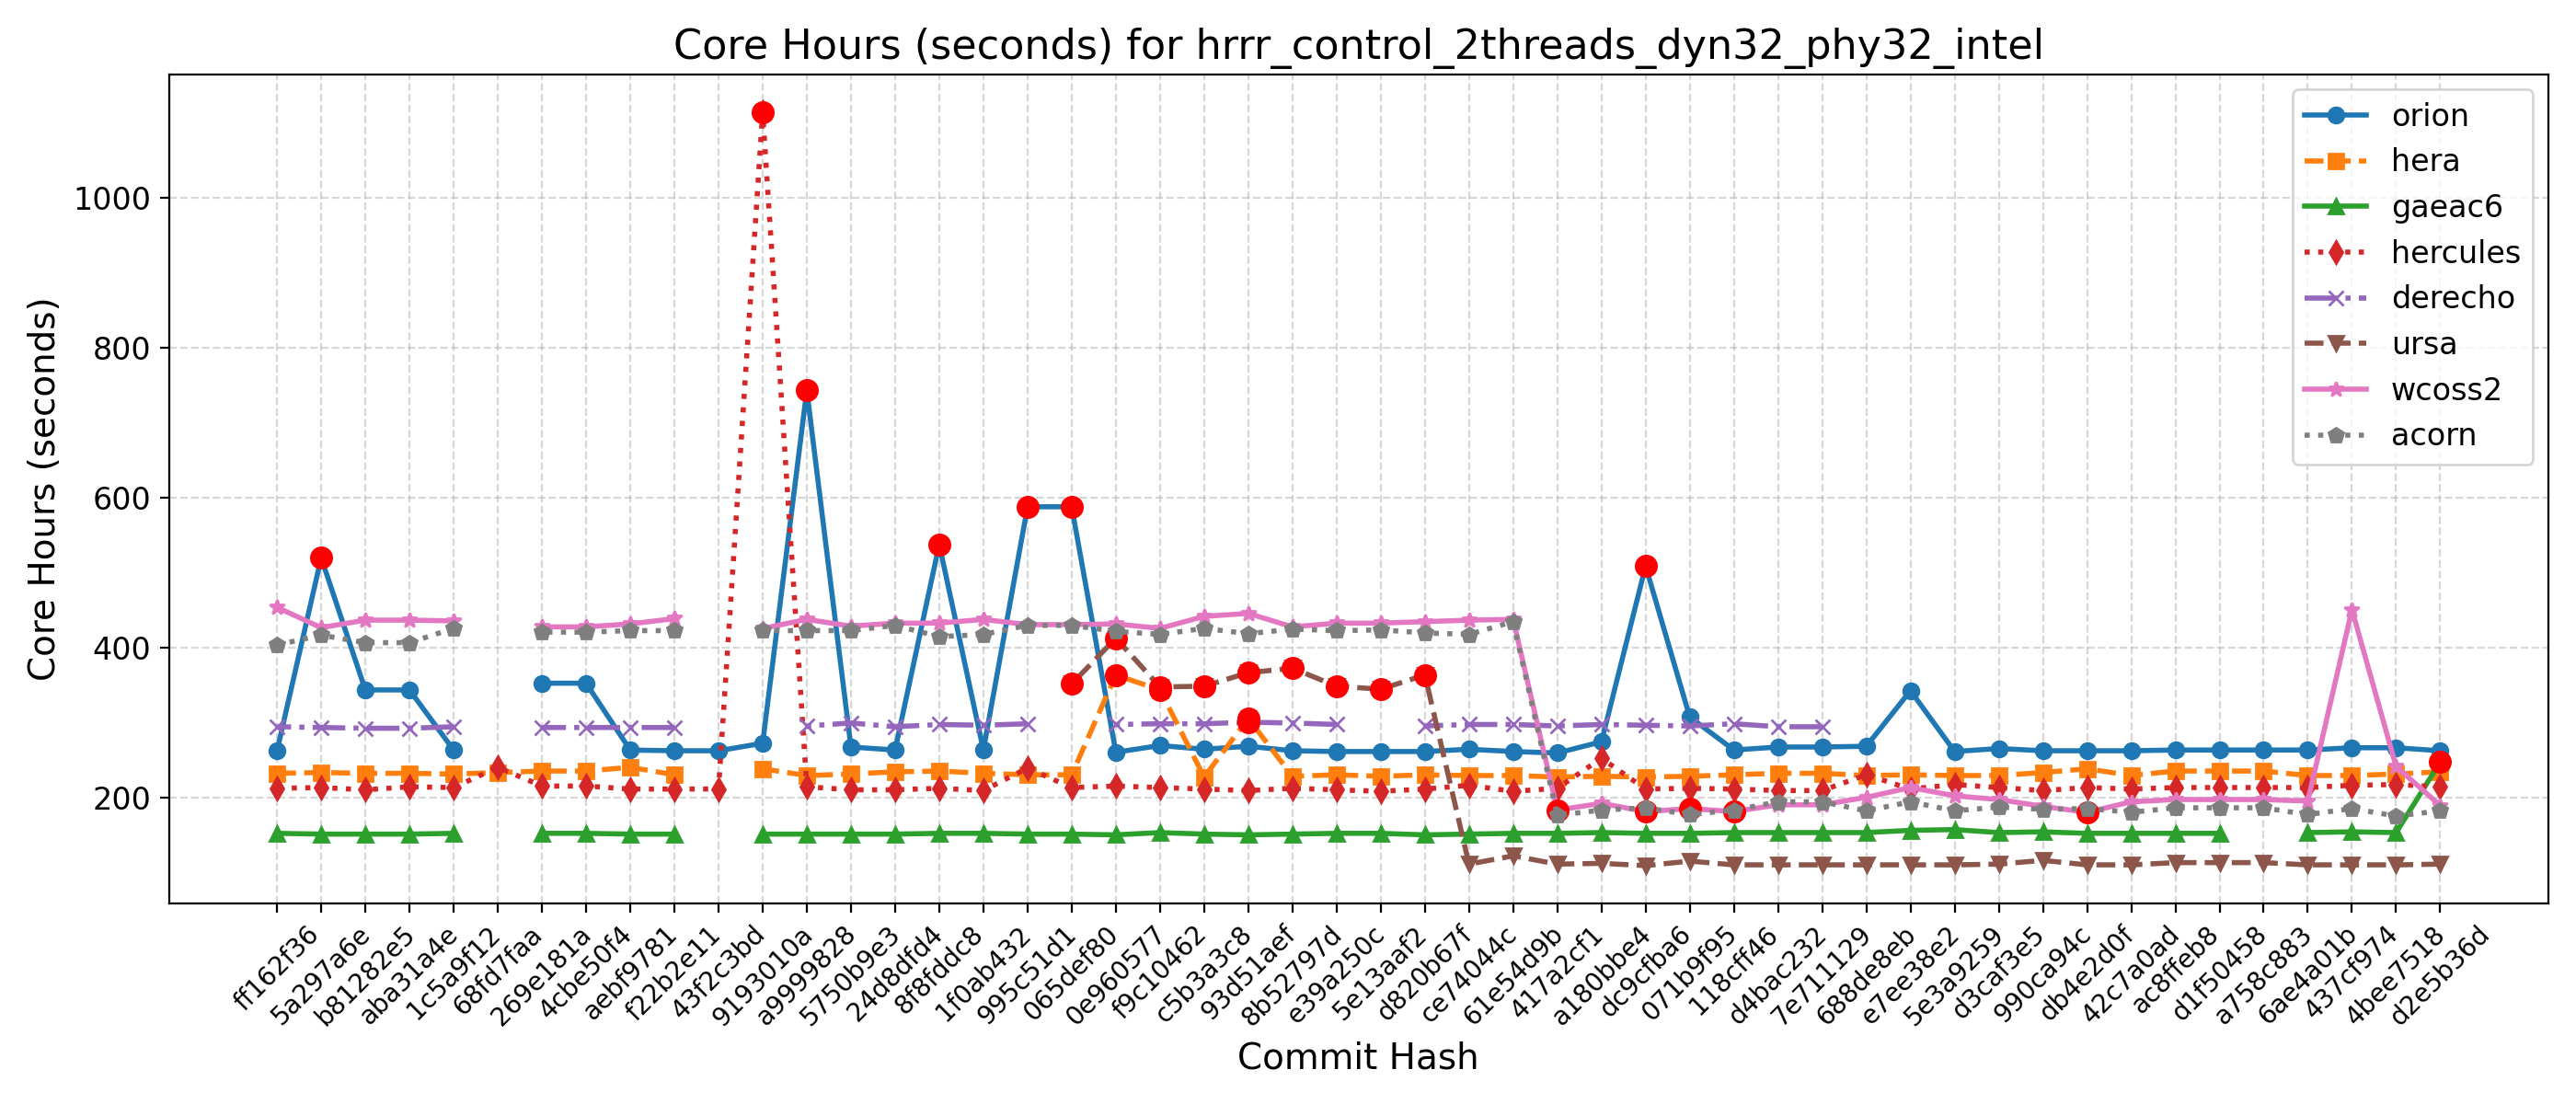 Core Hours (seconds) for hrrr_control_2threads_dyn32_phy32_intel
Core Hours (seconds)
1000
800
600
400
200
orion
hera
gaeac6
hercules
derecho
ursa
wcoss2
acorn
ff162f36
5a297a6e
b81282e5
aba31a4e
1c5a9f12
68fd7faa
269e181a
4cbe50f4
aebf9781
f22b2e11
43f2c3bd
9193010a
a9999828
5750b9e3
24d8dfd4
8f8fddc8
1f0ab432
995c51d1
065def80
0e960577
f9c10462
c5b3a3c8
93d51aef
8b52797d
e39a250c
5e13aaf2
d820b67f
ce74044c
61e54d9b
417a2cf1
a180bbe4
dc9cfba6
071b9f95
118cff46
d4bac232
7e711129
688de8eb
e7ee38e2
5e3a9259
d3caf3e5
990ca94c
db4e2d0f
42c7a0ad
ac8ffeb8
d1f50458
a758c883
6ae4a01b
437cf974
4bee7518
d2e5b36d
Commit Hash